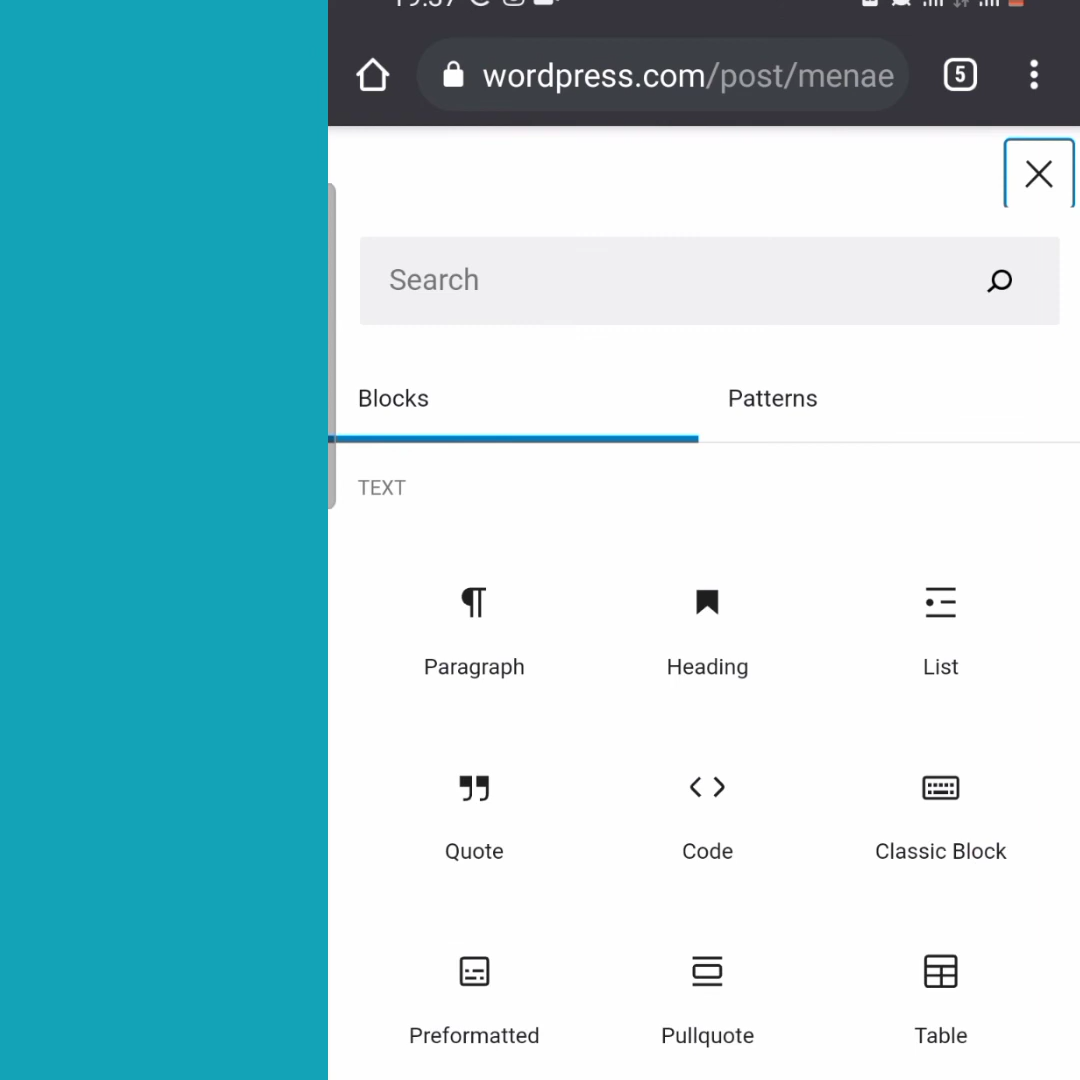 wordpress.com/post/menae
5
Search
Blocks
Patterns
TEXT
Paragraph
Heading
List
Quote
Code
Classic Block
Preformatted
Pullquote
Table